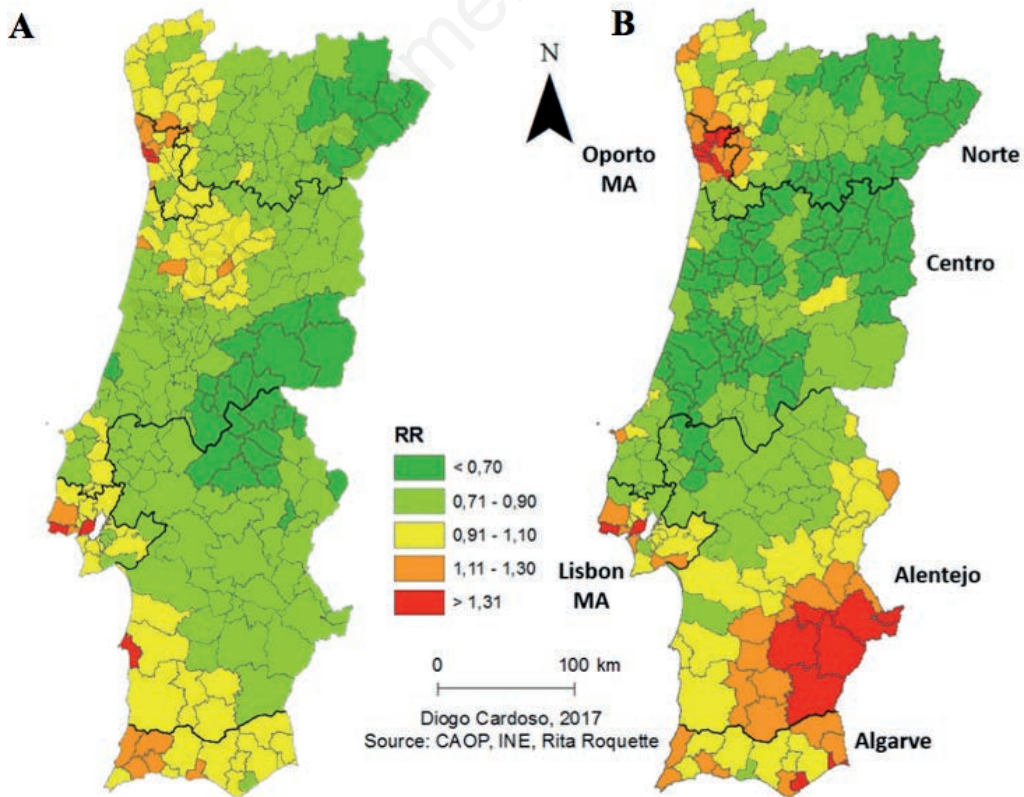 A
B
N
Oporto
MA
Norte
Centro
RR
< 0,70
0,71 - 0,90
0,91 - 1,10
1,11 - 1,30
> 1,31
Lisbon
MA
Alentejo
0 100 km
Diogo Cardoso, 2017
Source: CAOP, INE, Rita Roquette
Algarve